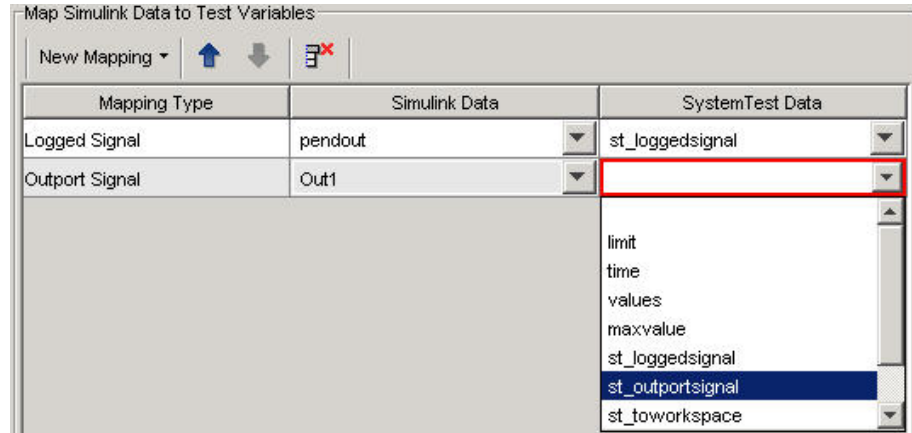 Map Simulink Data to Test Variables
New Mapping
Mapping Type Simulink Data SystemTest Data
Logged Signal pendout st_loggedsignal
Outport Signal Out1
limit
time
values
maxvalue
st_loggedsignal
st_outportsignal
st_toworkspace